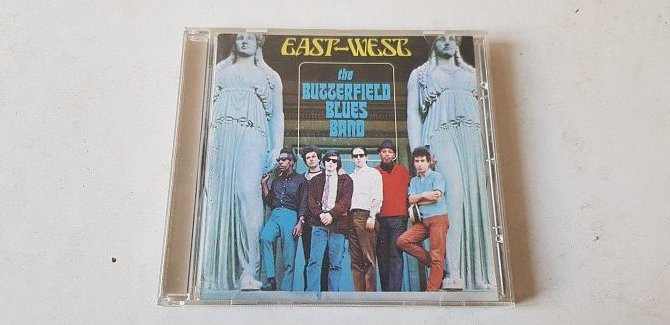 EAST-WEST
the
BUTTERFIELD
BLUES
BAND